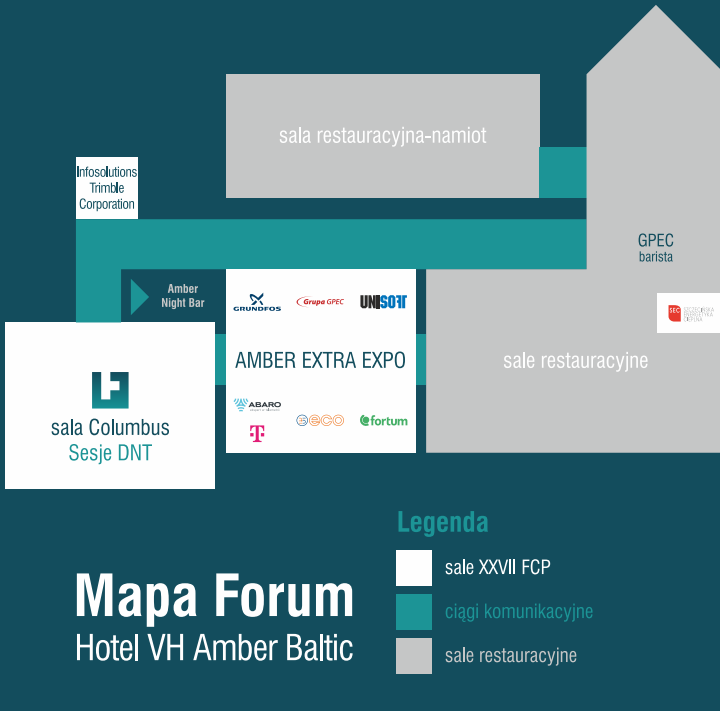 sala restauracyjna-namiot
Infosolutions
Trimble
Corporation
GPEC
barista
Amber
Night Bar
GRUNDFOS
Grupa GPEC
UNISOFT
SEC
AMBER EXTRA EXPO
sale restauracyjne
sala Columbus
Sesje DNT
ABARO
T
seco
fortum
Legenda
sale XXVII FCP
ciągi komunikacyjne
sale restauracyjne
Mapa Forum
Hotel VH Amber Baltic